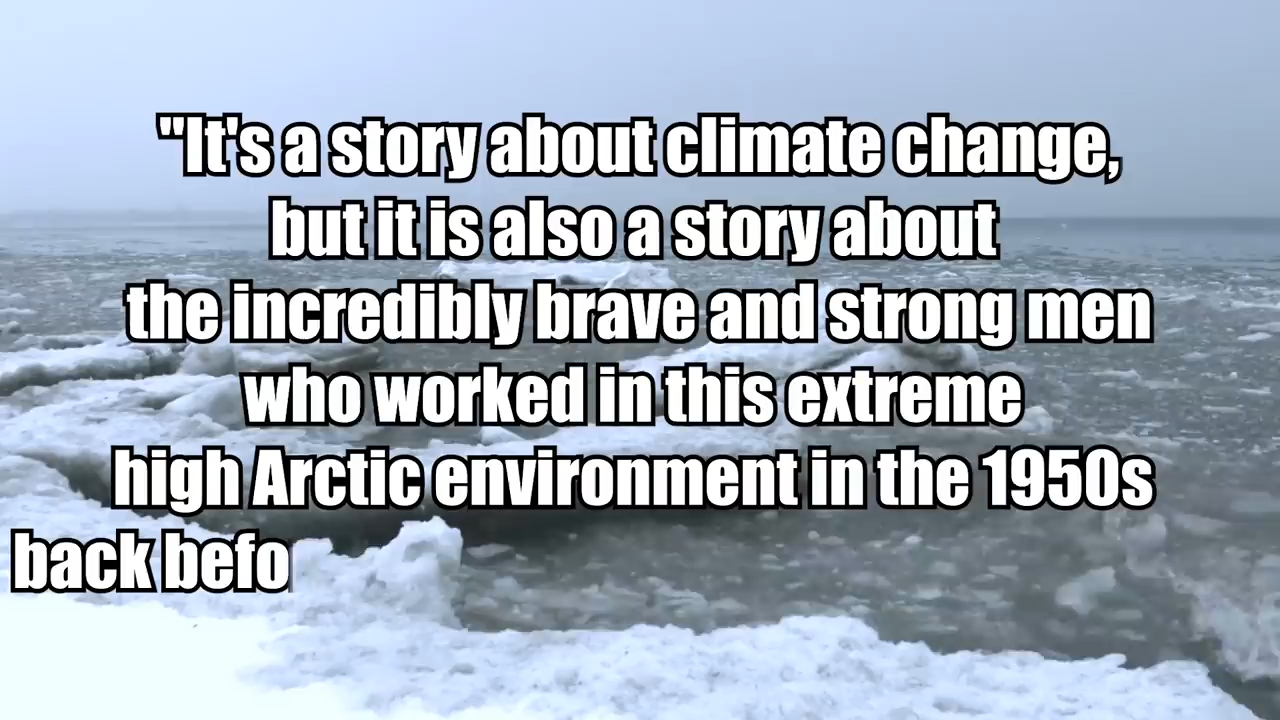 "It's a story about climate change,
but it is also a story about
the incredibly brave and strong men
who worked in this extreme
high Arctic environment in the 1950s
back befo